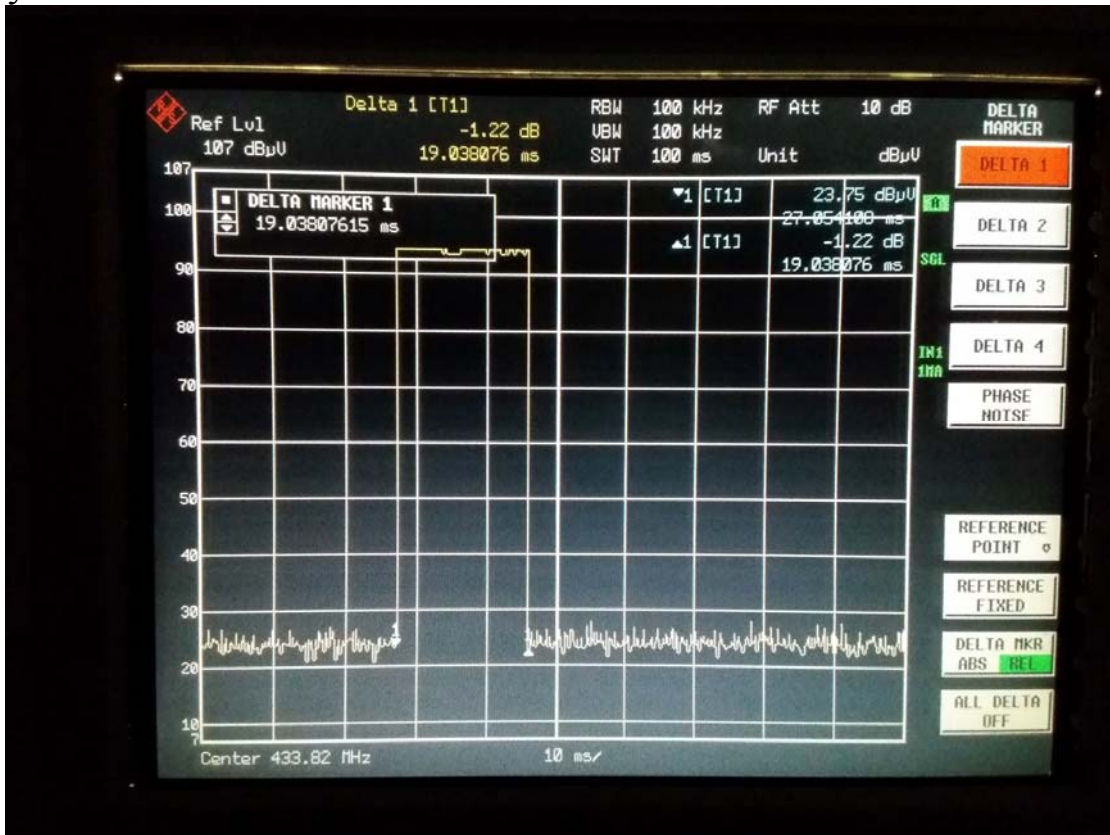 y
Delta 1 [T1] RBW 100 kHz RF Att 10 dB
Ref Lvl -1.22 dB VBW 100 kHz
107 dBµV 19.038076 ms SWT 100 ms Unit dBµV
107
DELTA MARKER 1
19.03807615 ms
▼1 [T1] 23.75 dBµV
27.054108 ms
▲1 [T1] -1.22 dB
19.038076 ms
100
90
80
70
60
50
40
30
20
10
7
1
A
SGL
IN1
1MA
Center 433.82 MHz 10 ms/
DELTA
MARKER
DELTA 1
DELTA 2
DELTA 3
DELTA 4
PHASE
NOISE
REFERENCE
POINT
REFERENCE
FIXED
DELTA MKR
ABS REL
ALL DELTA
OFF